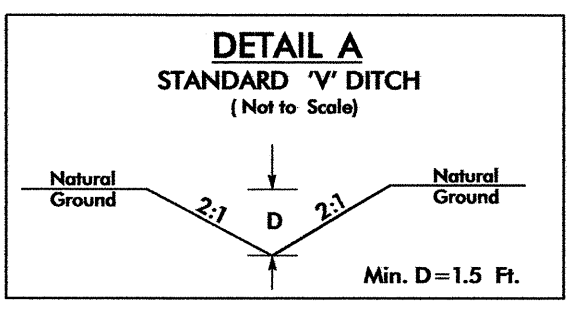 DETAIL A
STANDARD 'V' DITCH
(Not to Scale)
Natural
Ground
2:1
D
2:1
Natural
Ground
Min. D=1.5 Ft.